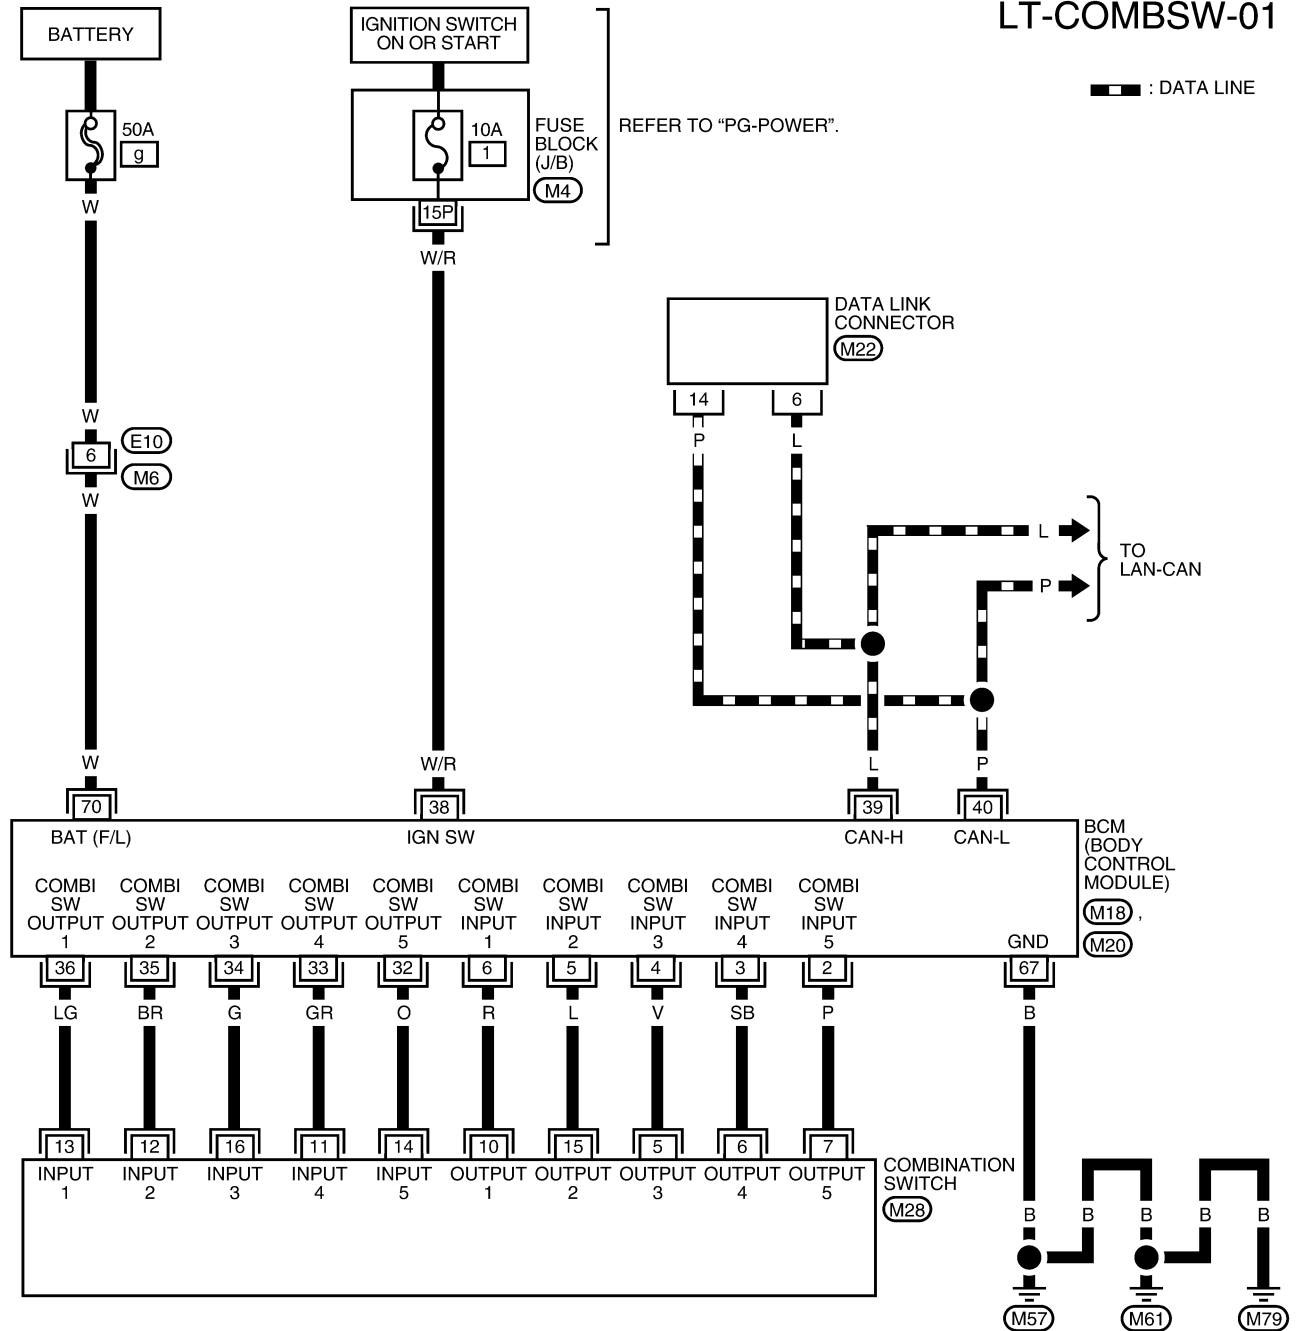 LT-COMBSW-01
BATTERY
IGNITION SWITCH
ON OR START
: DATA LINE
50A
g
10A
1
FUSE
BLOCK
(J/B)
M4
REFER TO “PG-POWER”.
W
15P
W/R
DATA LINK
CONNECTOR
M22
14
6
P
L
W
6
E10
M6
W
L
P
TO
LAN-CAN
W
W/R
L
P
70
38
39
40
BAT (F/L)
IGN SW
CAN-H
CAN-L
BCM
(BODY
CONTROL
MODULE)
M18 ,
M20
COMBI
SW
OUTPUT
1
COMBI
SW
OUTPUT
2
COMBI
SW
OUTPUT
3
COMBI
SW
OUTPUT
4
COMBI
SW
OUTPUT
5
COMBI
SW
INPUT
1
COMBI
SW
INPUT
2
COMBI
SW
INPUT
3
COMBI
SW
INPUT
4
COMBI
SW
INPUT
5
GND
36
35
34
33
32
6
5
4
3
2
67
LG
BR
G
GR
O
R
L
V
SB
P
B
13
12
16
11
14
10
15
5
6
7
INPUT
1
INPUT
2
INPUT
3
INPUT
4
INPUT
5
OUTPUT
1
OUTPUT
2
OUTPUT
3
OUTPUT
4
OUTPUT
5
COMBINATION
SWITCH
M28
B
B
B
B
B
M57
M61
M79